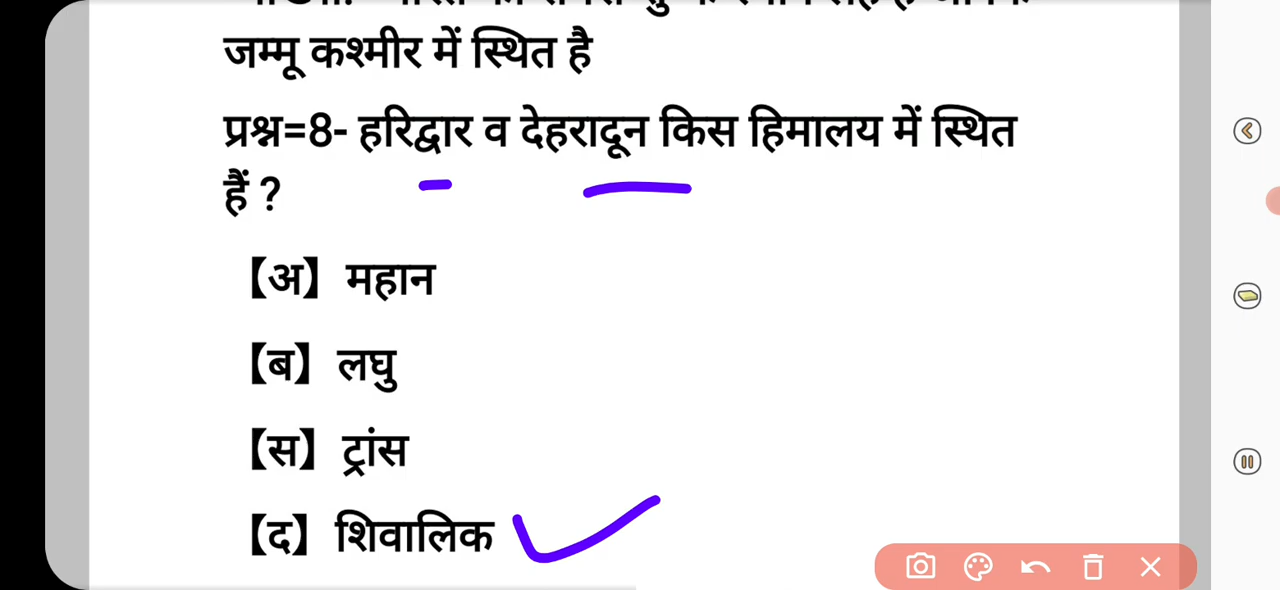 जम्मू कश्मीर में स्थित है
प्रश्न=8- हरिद्वार व देहरादून किस हिमालय में स्थित
हैं ?
【अ】 महान
【ब】 लघु
【स】 ट्रांस
【द】 शिवालिक